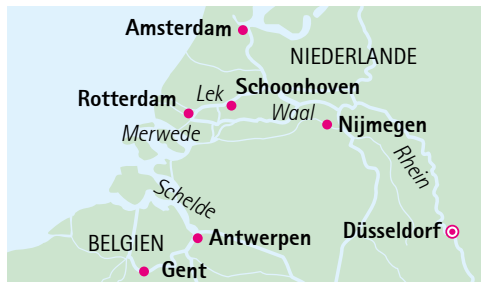 Amsterdam
NIEDERLANDE
Schoonhoven
Lek
Rotterdam
Waal
Nijmegen
Merwede
Rhein
Schelde
Düsseldorf
BELGIEN
Antwerpen
Gent